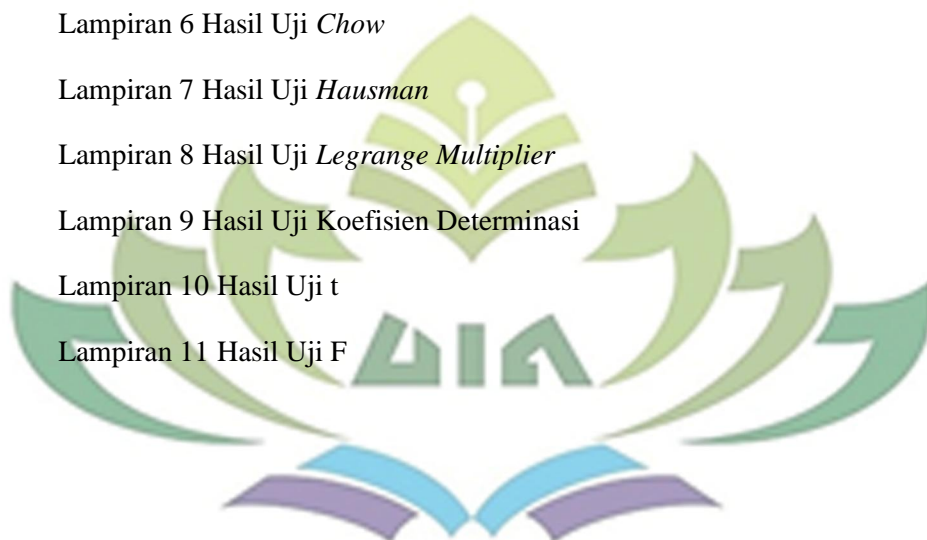 Lampiran 6 Hasil Uji Chow
Lampiran 7 Hasil Uji Hausman
Lampiran 8 Hasil Uji Legrange Multiplier
Lampiran 9 Hasil Uji Koefisien Determinasi
Lampiran 10 Hasil Uji t
Lampiran 11 Hasil Uji F
UIN